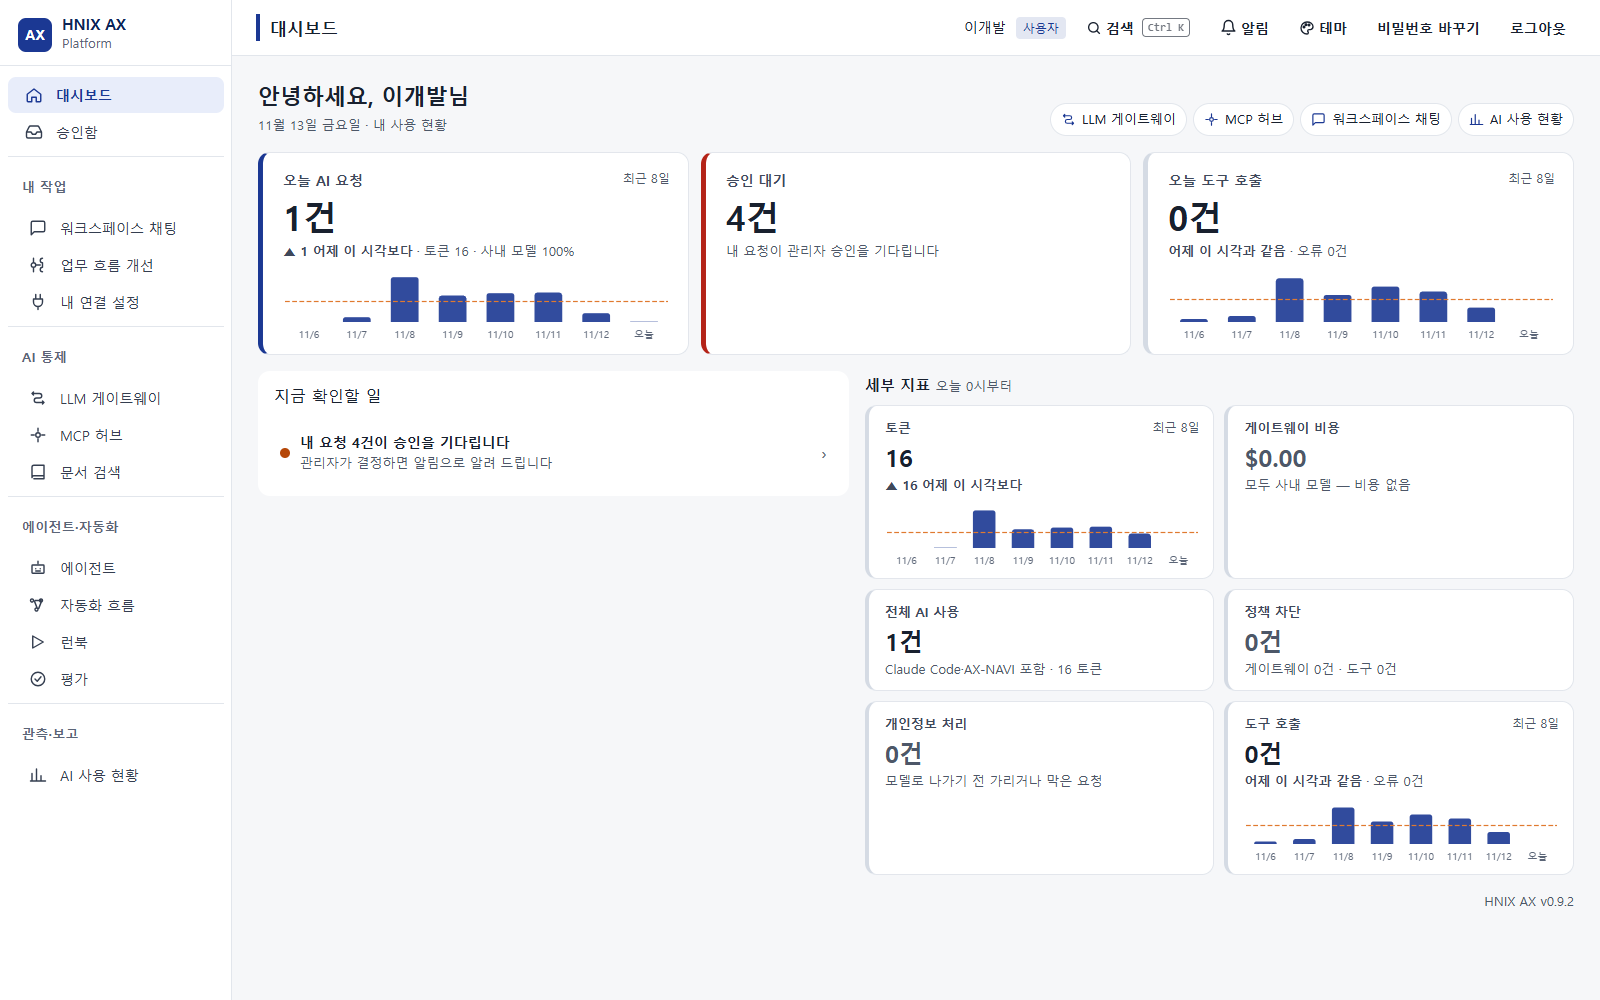 AX
HNIX AX
Platform
대시보드
승인함
내 작업
워크스페이스 채팅
업무 흐름 개선
내 연결 설정
AI 통제
LLM 게이트웨이
MCP 허브
문서 검색
에이전트·자동화
에이전트
자동화 흐름
런북
평가
관측·보고
AI 사용 현황
대시보드
이개발 사용자 검색 Ctrl K 알림 테마 비밀번호 바꾸기 로그아웃
안녕하세요, 이개발님
11월 13일 금요일 · 내 사용 현황
LLM 게이트웨이 MCP 허브 워크스페이스 채팅 AI 사용 현황
오늘 AI 요청 최근 8일
1건
▲ 1 어제 이 시각보다 · 토큰 16 · 사내 모델 100%
11/6 11/7 11/8 11/9 11/10 11/11 11/12 오늘
승인 대기
4건
내 요청이 관리자 승인을 기다립니다
오늘 도구 호출 최근 8일
0건
어제 이 시각과 같음 · 오류 0건
11/6 11/7 11/8 11/9 11/10 11/11 11/12 오늘
지금 확인할 일
내 요청 4건이 승인을 기다립니다
관리자가 결정하면 알림으로 알려 드립니다
›
세부 지표 오늘 0시부터
토큰 최근 8일
16
▲ 16 어제 이 시각보다
11/6 11/7 11/8 11/9 11/10 11/11 11/12 오늘
게이트웨이 비용
$0.00
모두 사내 모델 — 비용 없음
전체 AI 사용
1건
Claude Code·AX-NAVI 포함 · 16 토큰
정책 차단
0건
게이트웨이 0건 · 도구 0건
개인정보 처리
0건
모델로 나가기 전 가리거나 막은 요청
도구 호출 최근 8일
0건
어제 이 시각과 같음 · 오류 0건
11/6 11/7 11/8 11/9 11/10 11/11 11/12 오늘
HNIX AX v0.9.2